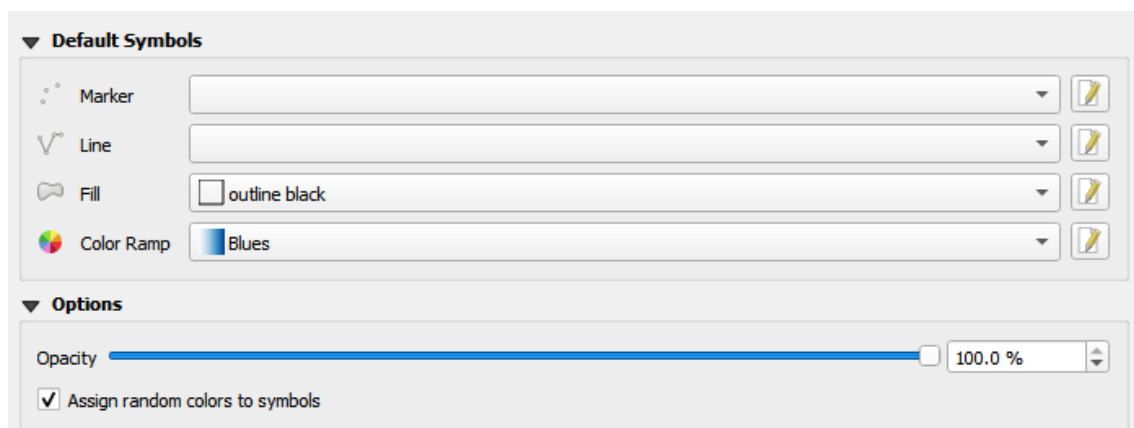 Default Symbols
Marker
Line
Fill outline black
Color Ramp Blues
Options
Opacity 100.0 %
Assign random colors to symbols